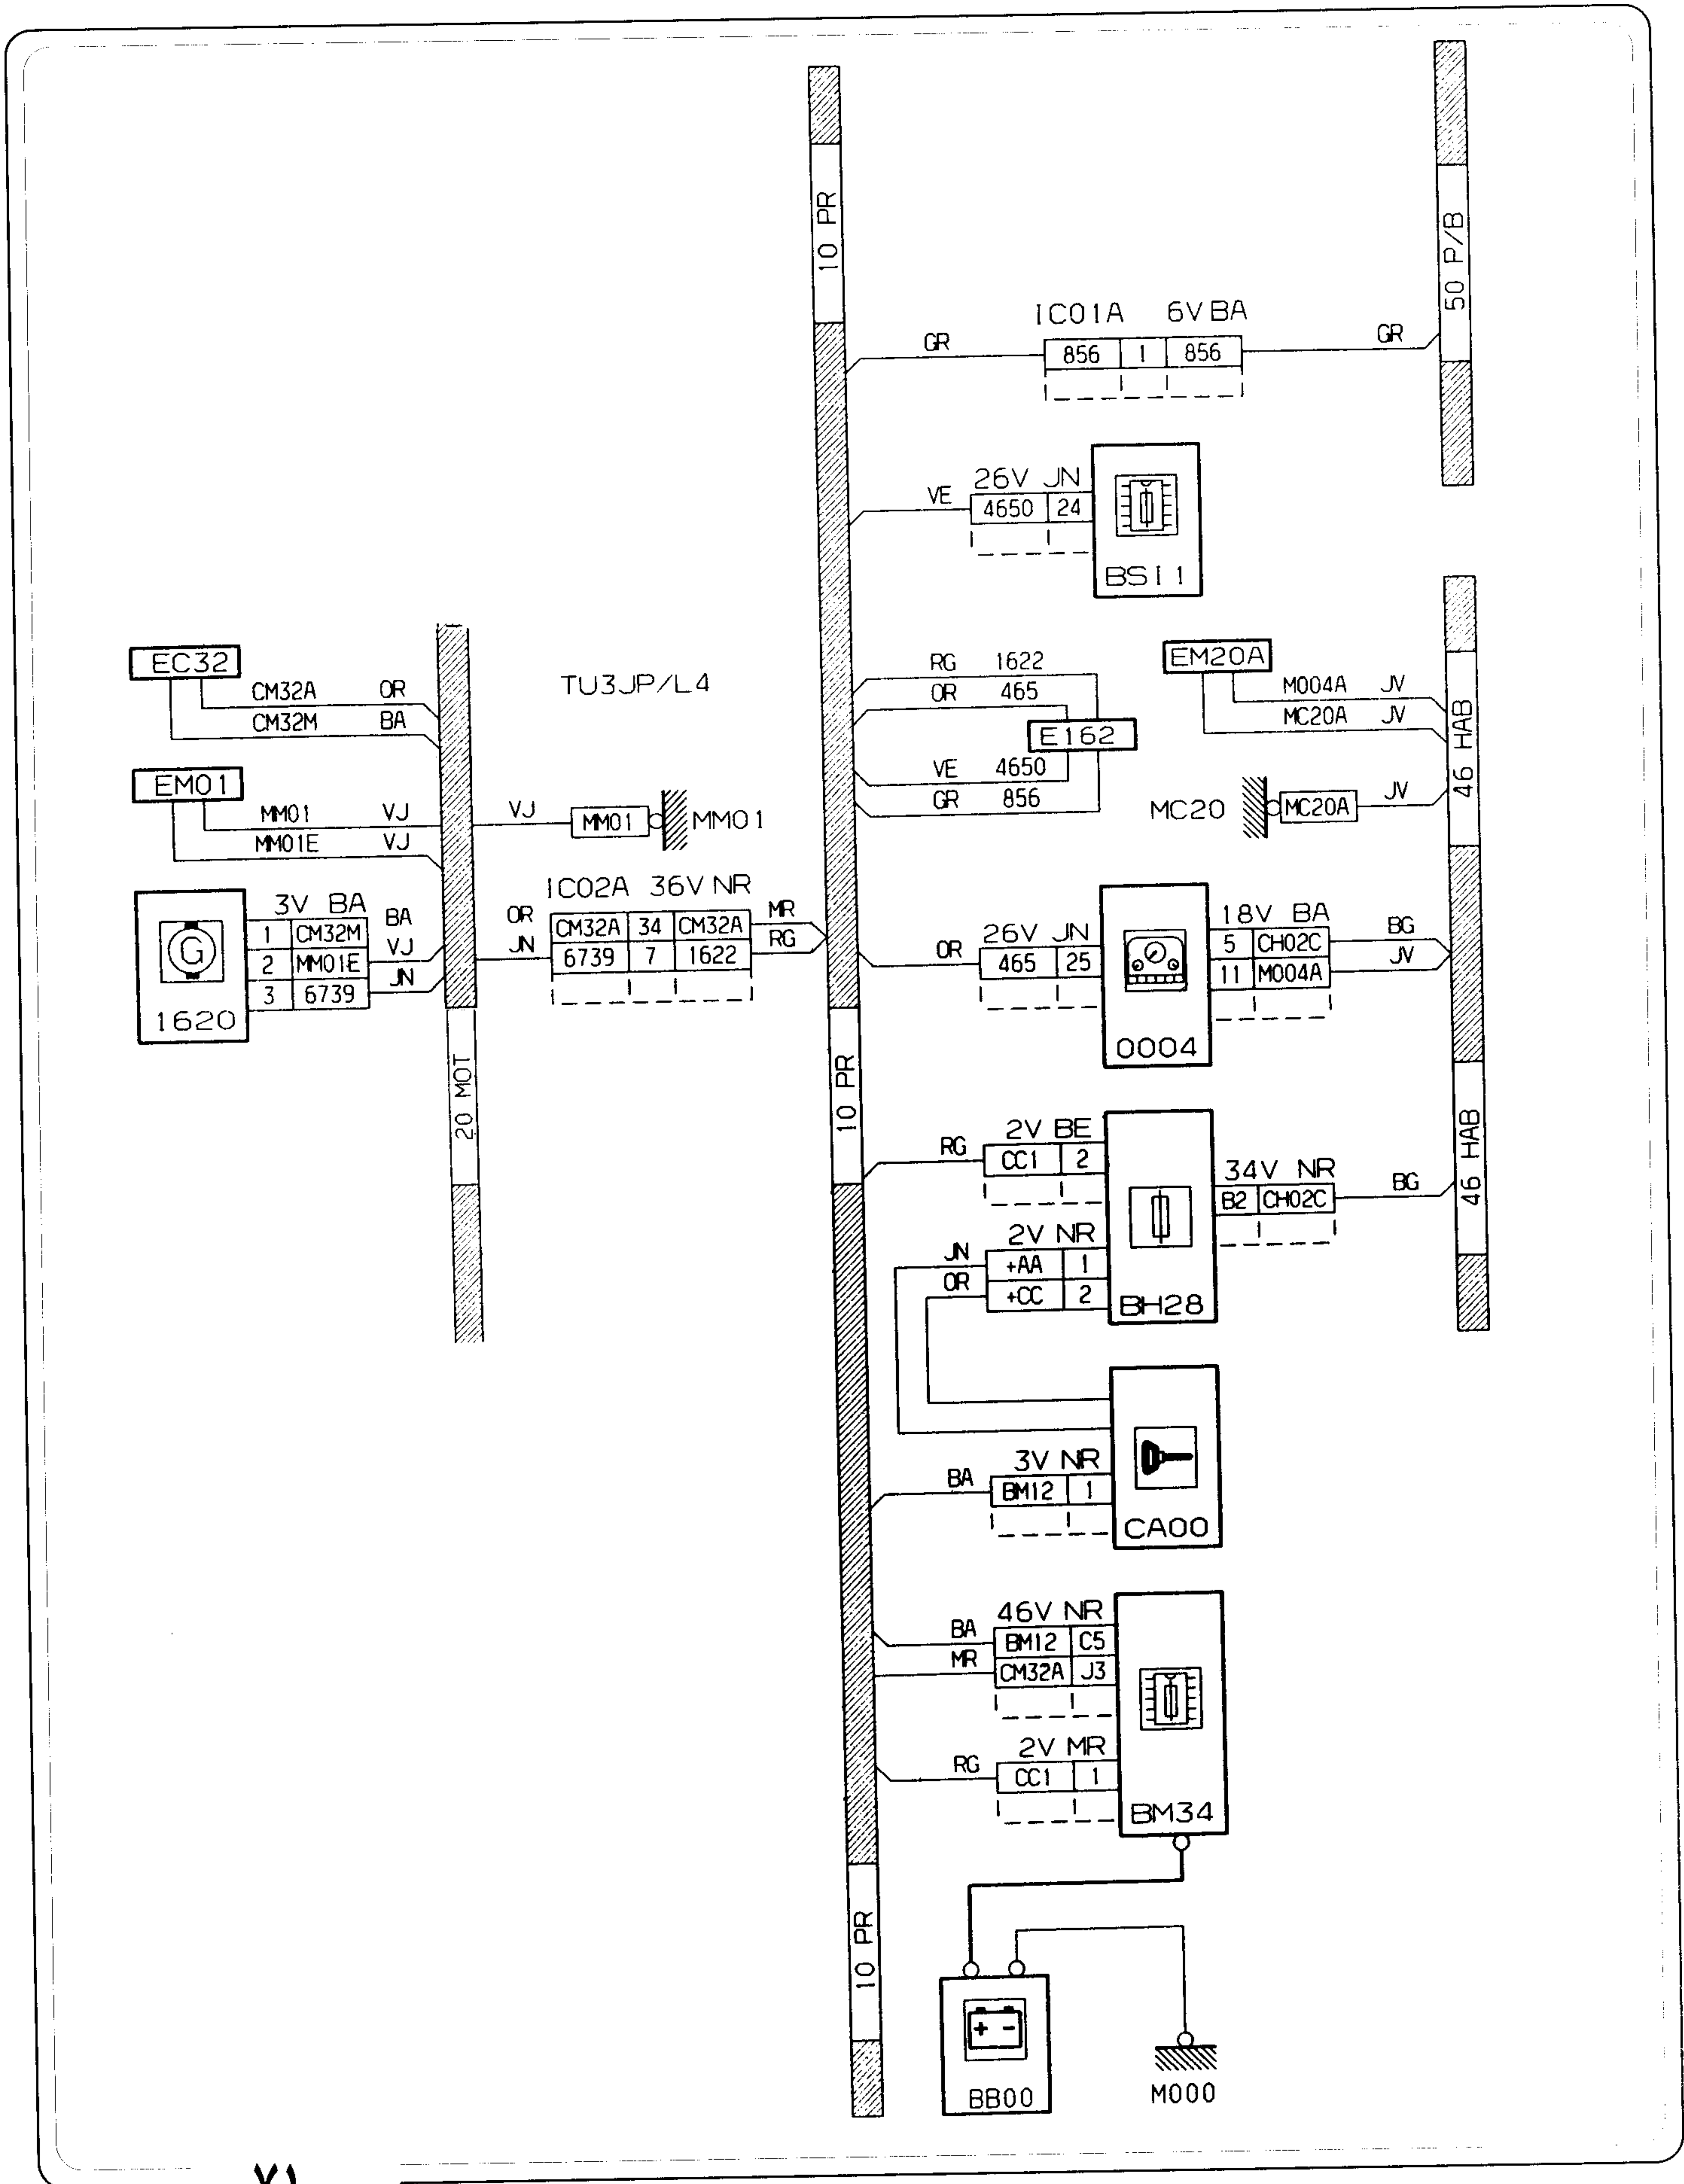 10 PR
50 P/B
IC01A 6V BA
GR 856 1 856 GR
26V JN
VE 4650 24
BSI1
EC32
CM32A OR
CM32M BA
TU3JP/L4
RG 1622
OR 465
E162
VE 4650
GR 856
EM20A
M004A JV
MC20A JV
46 HAB
EM01
MM01 VJ
MM01E VJ
VJ MM01 MM01
MC20 MC20A JV
3V BA
1 CM32M BA
2 MM01E VJ
3 6739 JN
1620
20 MOT
IC02A 36V NR
OR CM32A 34 CM32A MR
JN 6739 7 1622 RG
10 PR
26V JN
OR 465 25
0004
18V BA
5 CH02C BG
11 M004A JV
2V BE
RG CC1 2
2V NR
JN +AA 1
OR +CC 2
BH28
34V NR
B2 CH02C BG
46 HAB
3V NR
BA BM12 1
CA00
46V NR
BA BM12 C5
MR CM32A J3
2V MR
RG CC1 1
BM34
10 PR
+ -
BB00
M000
G
۷۱